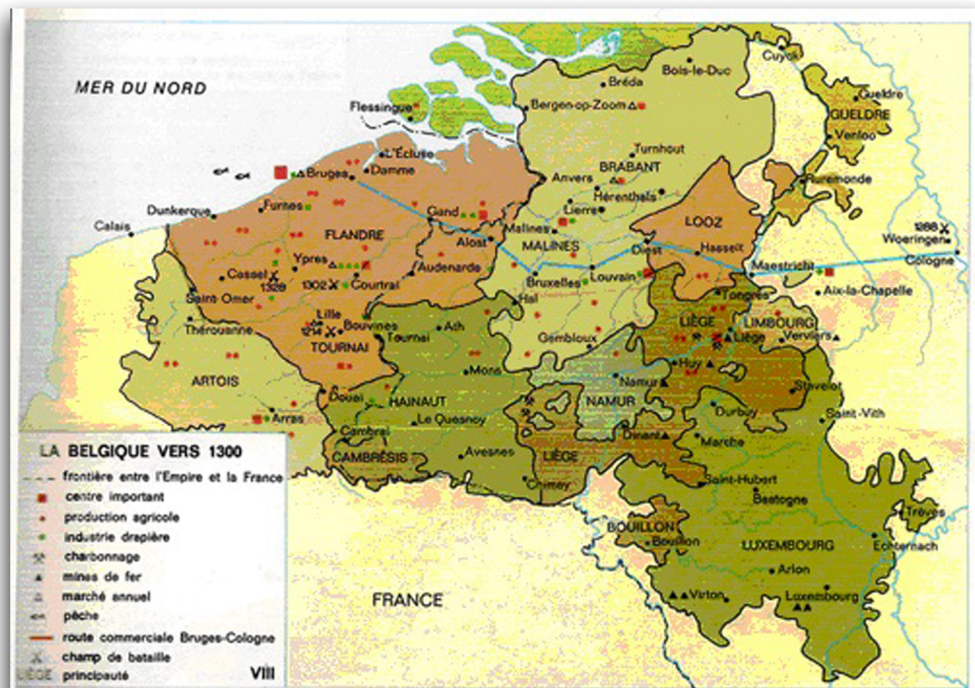 MER DU NORD
Flessingue
Bréda
Bois-le-Duc
Cuyck
Bergen-op-Zoom
Gueldre
GUELDRE
Venloo
L'Écluse
Damme
Bruges
Turnhout
BRABANT
Anvers
Hérenthals
Ruremonde
Dunkerque
Furnes
Calais
Gand
Lierre
Malines
MALINES
LOOZ
1288
Woeringen
Cologne
FLANDRE
Alost
Diest
Hasselt
Ypres
Audenarde
Bruxelles
Louvain
Maestricht
Cassel
1328
1302
Courtrai
Aix-la-Chapelle
Saint-Omer
Hal
Tongres
Thérouanne
Lille
1214
Bouvines
Ath
Tournai
TOURNAI
Gembloux
LIÈGE
LIMBOURG
Liège
Verviers
ARTOIS
Mons
Huy
Namur
Stavelot
Douai
HAINAUT
NAMUR
Arras
Le Quesnoy
Durbuy
Saint-Vith
Cambrai
Dinant
Marche
CAMBRÉSIS
Avesnes
LIÈGE
Chimay
Saint-Hubert
Bastogne
Trèves
BOUILLON
Bouillon
LUXEMBOURG
Echternach
Arlon
FRANCE
Virton
Luxembourg
LA BELGIQUE VERS 1300
frontière entre l'Empire et la France
centre important
production agricole
industrie drapière
charbonnage
mines de fer
marché annuel
pêche
route commerciale Bruges-Cologne
champ de bataille
LIÈGE principauté VIII